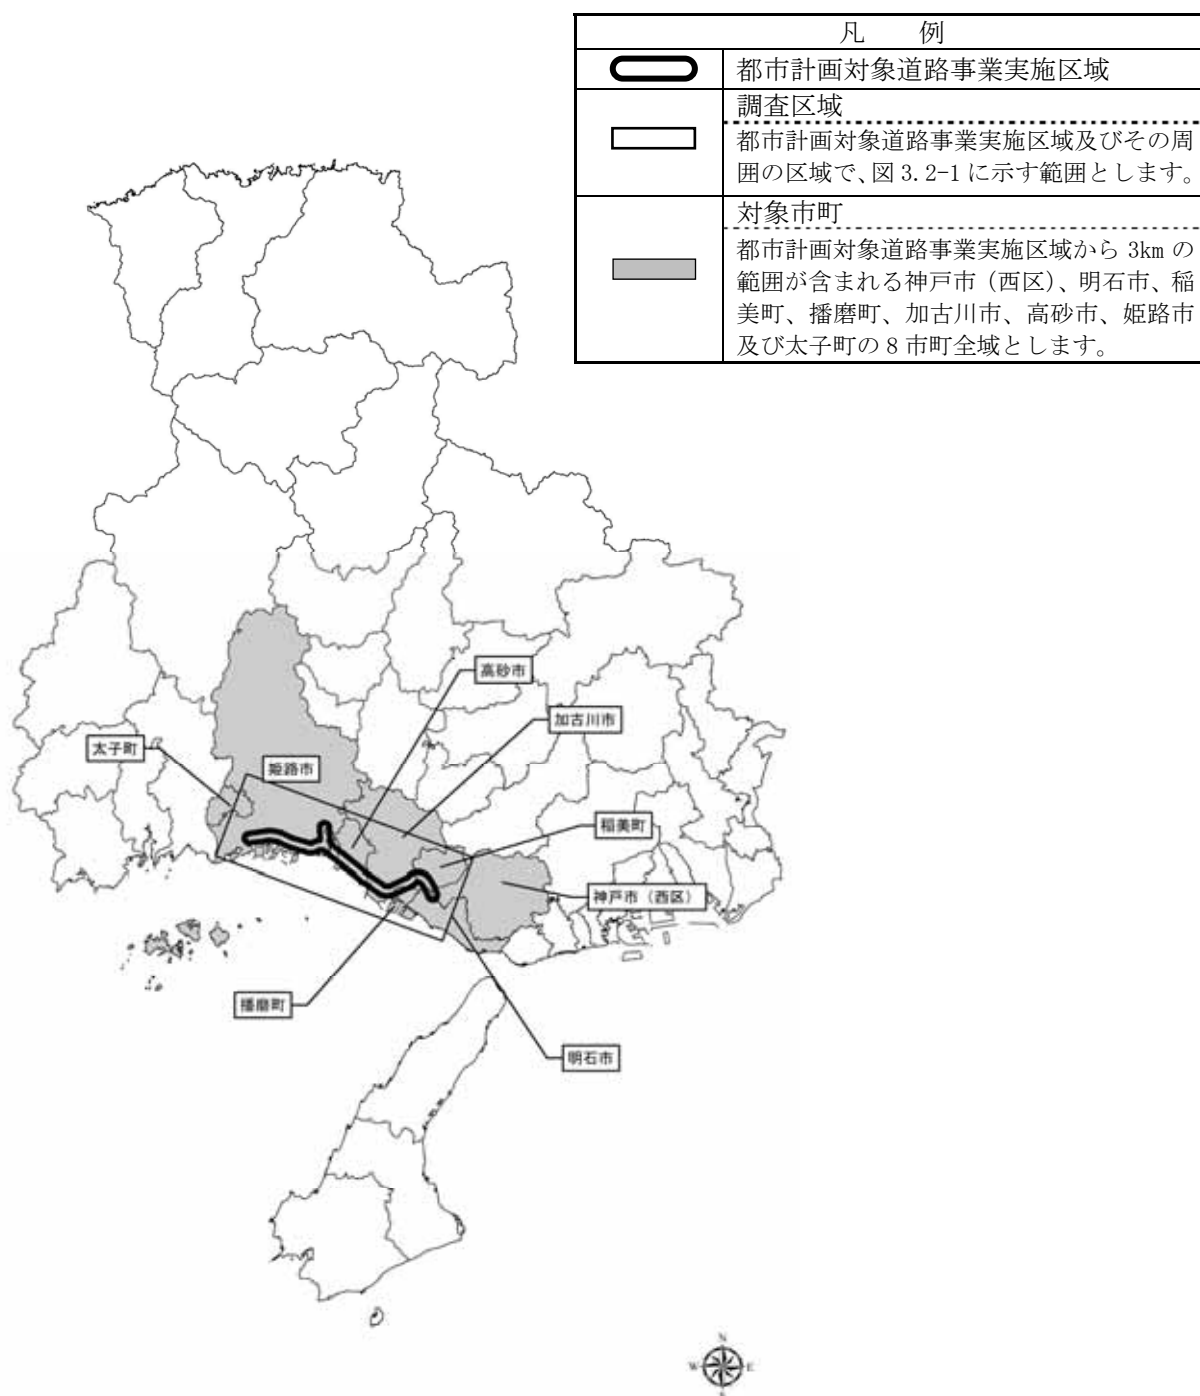 凡　例
都市計画対象道路事業実施区域
調査区域
都市計画対象道路事業実施区域及びその周
囲の区域で、図 3.2-1 に示す範囲とします。
対象市町
都市計画対象道路事業実施区域から 3km の
範囲が含まれる神戸市（西区）、明石市、稲
美町、播磨町、加古川市、高砂市、姫路市
及び太子町の 8 市町全域とします。
高砂市
加古川市
太子町
姫路市
稲美町
神戸市（西区）
播磨町
明石市
N
W E
S